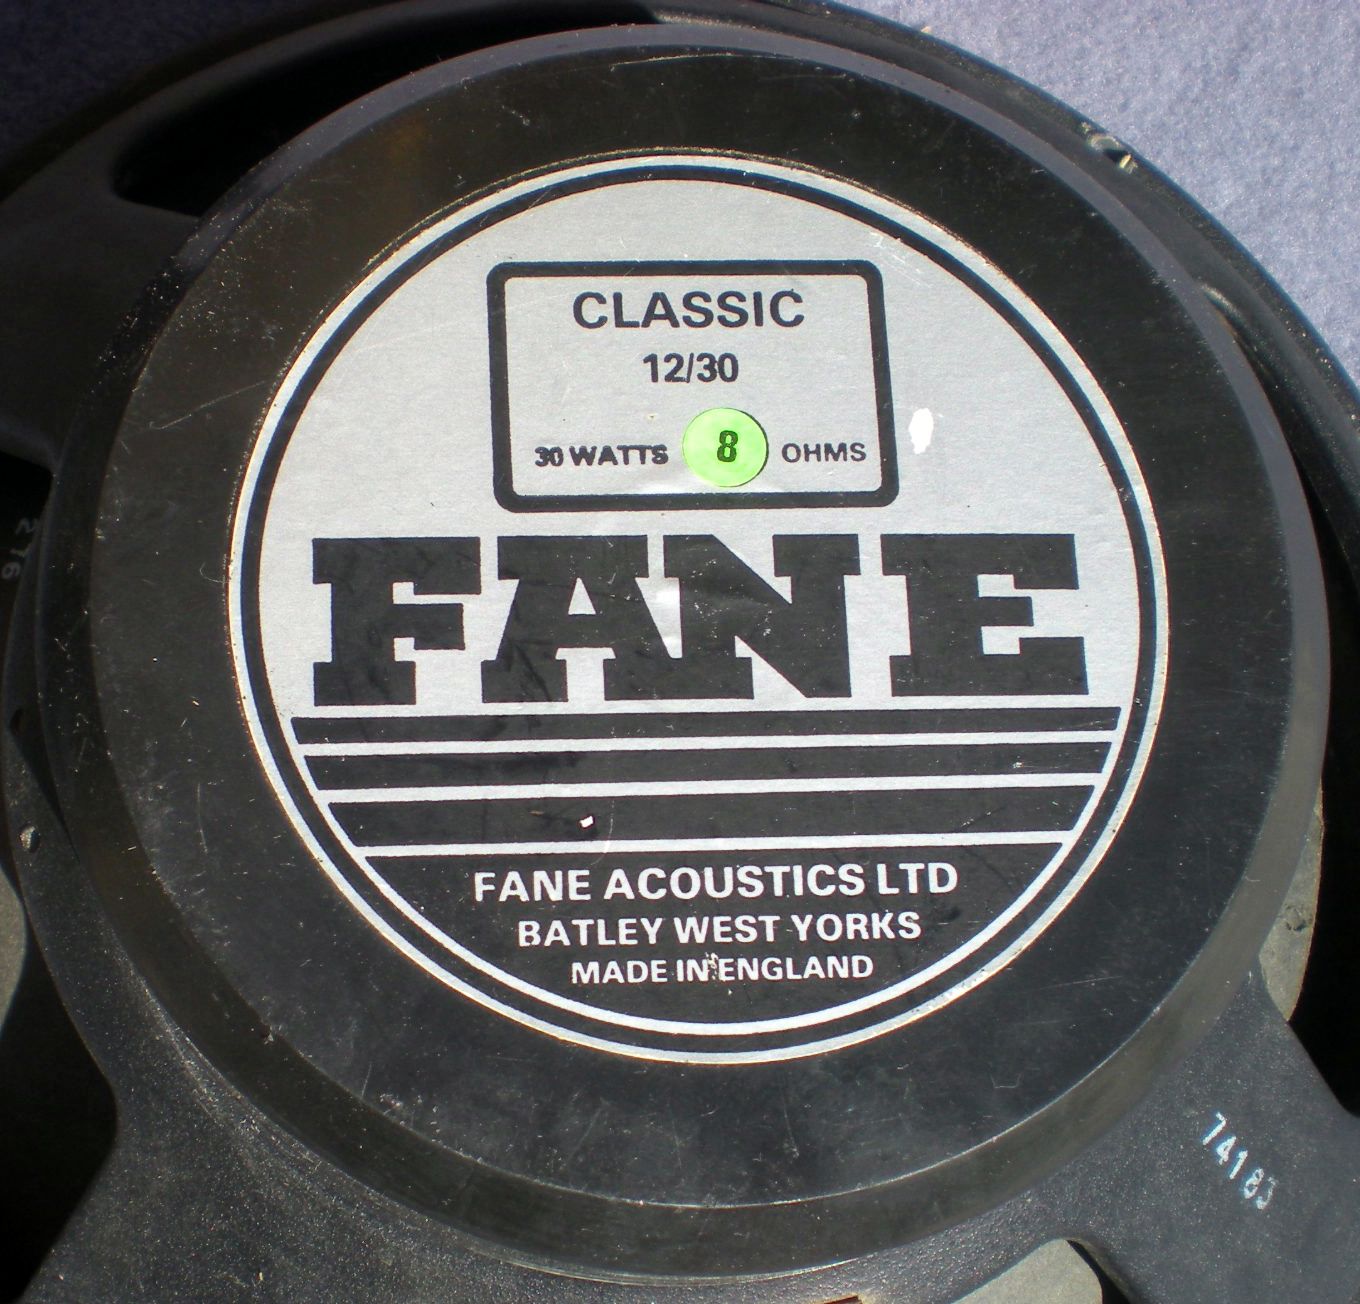 CLASSIC
12/30
30 WATTS 8 OHMS
FANE
FANE ACOUSTICS LTD
BATLEY WEST YORKS
MADE IN ENGLAND
74183